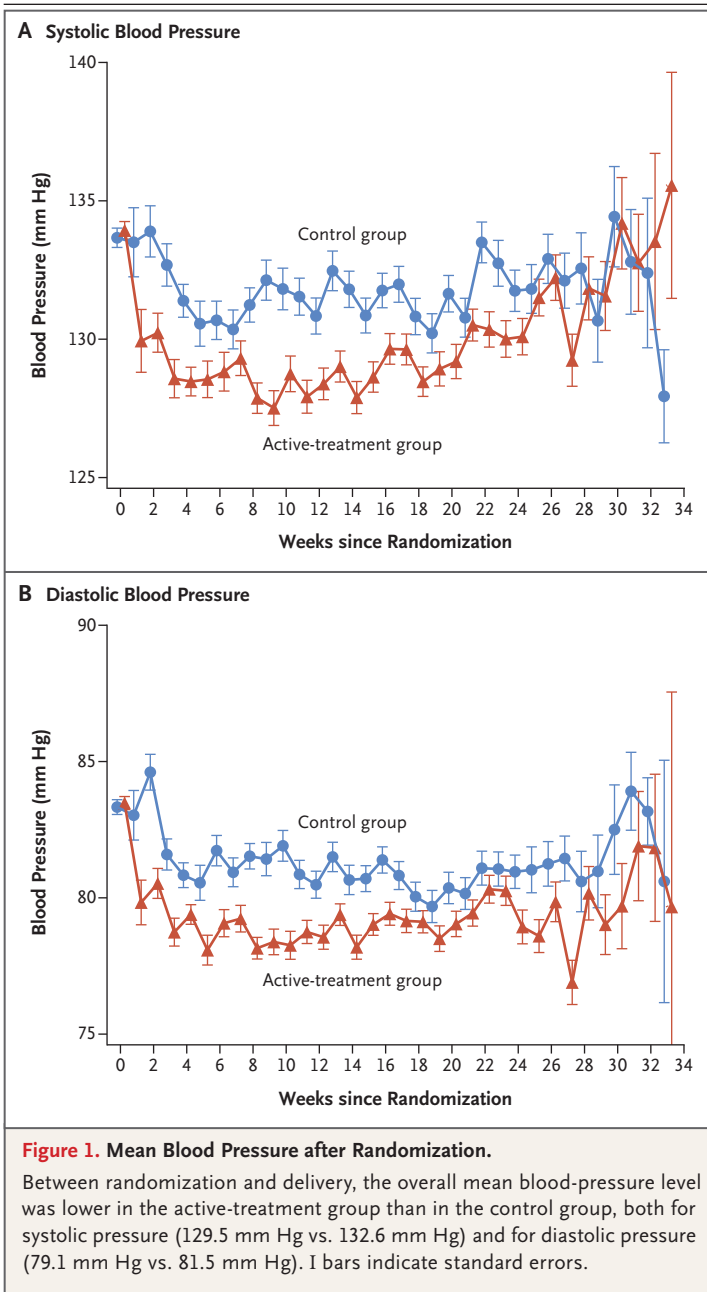 A Systolic Blood Pressure
140
135
130
125
Blood Pressure (mm Hg)
Control group
Active-treatment group
0 2 4 6 8 10 12 14 16 18 20 22 24 26 28 30 32 34
Weeks since Randomization
B Diastolic Blood Pressure
90
85
80
75
Blood Pressure (mm Hg)
Control group
Active-treatment group
0 2 4 6 8 10 12 14 16 18 20 22 24 26 28 30 32 34
Weeks since Randomization
Figure 1. Mean Blood Pressure after Randomization.
Between randomization and delivery, the overall mean blood-pressure level
was lower in the active-treatment group than in the control group, both for
systolic pressure (129.5 mm Hg vs. 132.6 mm Hg) and for diastolic pressure
(79.1 mm Hg vs. 81.5 mm Hg). I bars indicate standard errors.